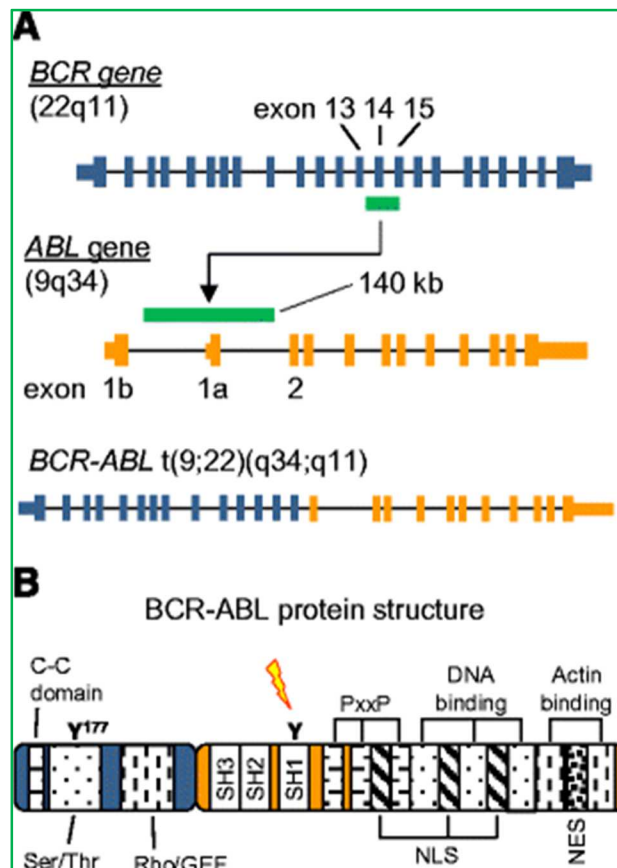 A
BCR gene
(22q11)
exon 13 14 15
ABL gene
(9q34)
140 kb
exon 1b 1a 2
BCR-ABL t(9;22)(q34;q11)
B
BCR-ABL protein structure
C-C
domain
Y177
Y
PxxP
DNA
binding
Actin
binding
SH3
SH2
SH1
Ser/Thr
Rho/GEF
NLS
NES